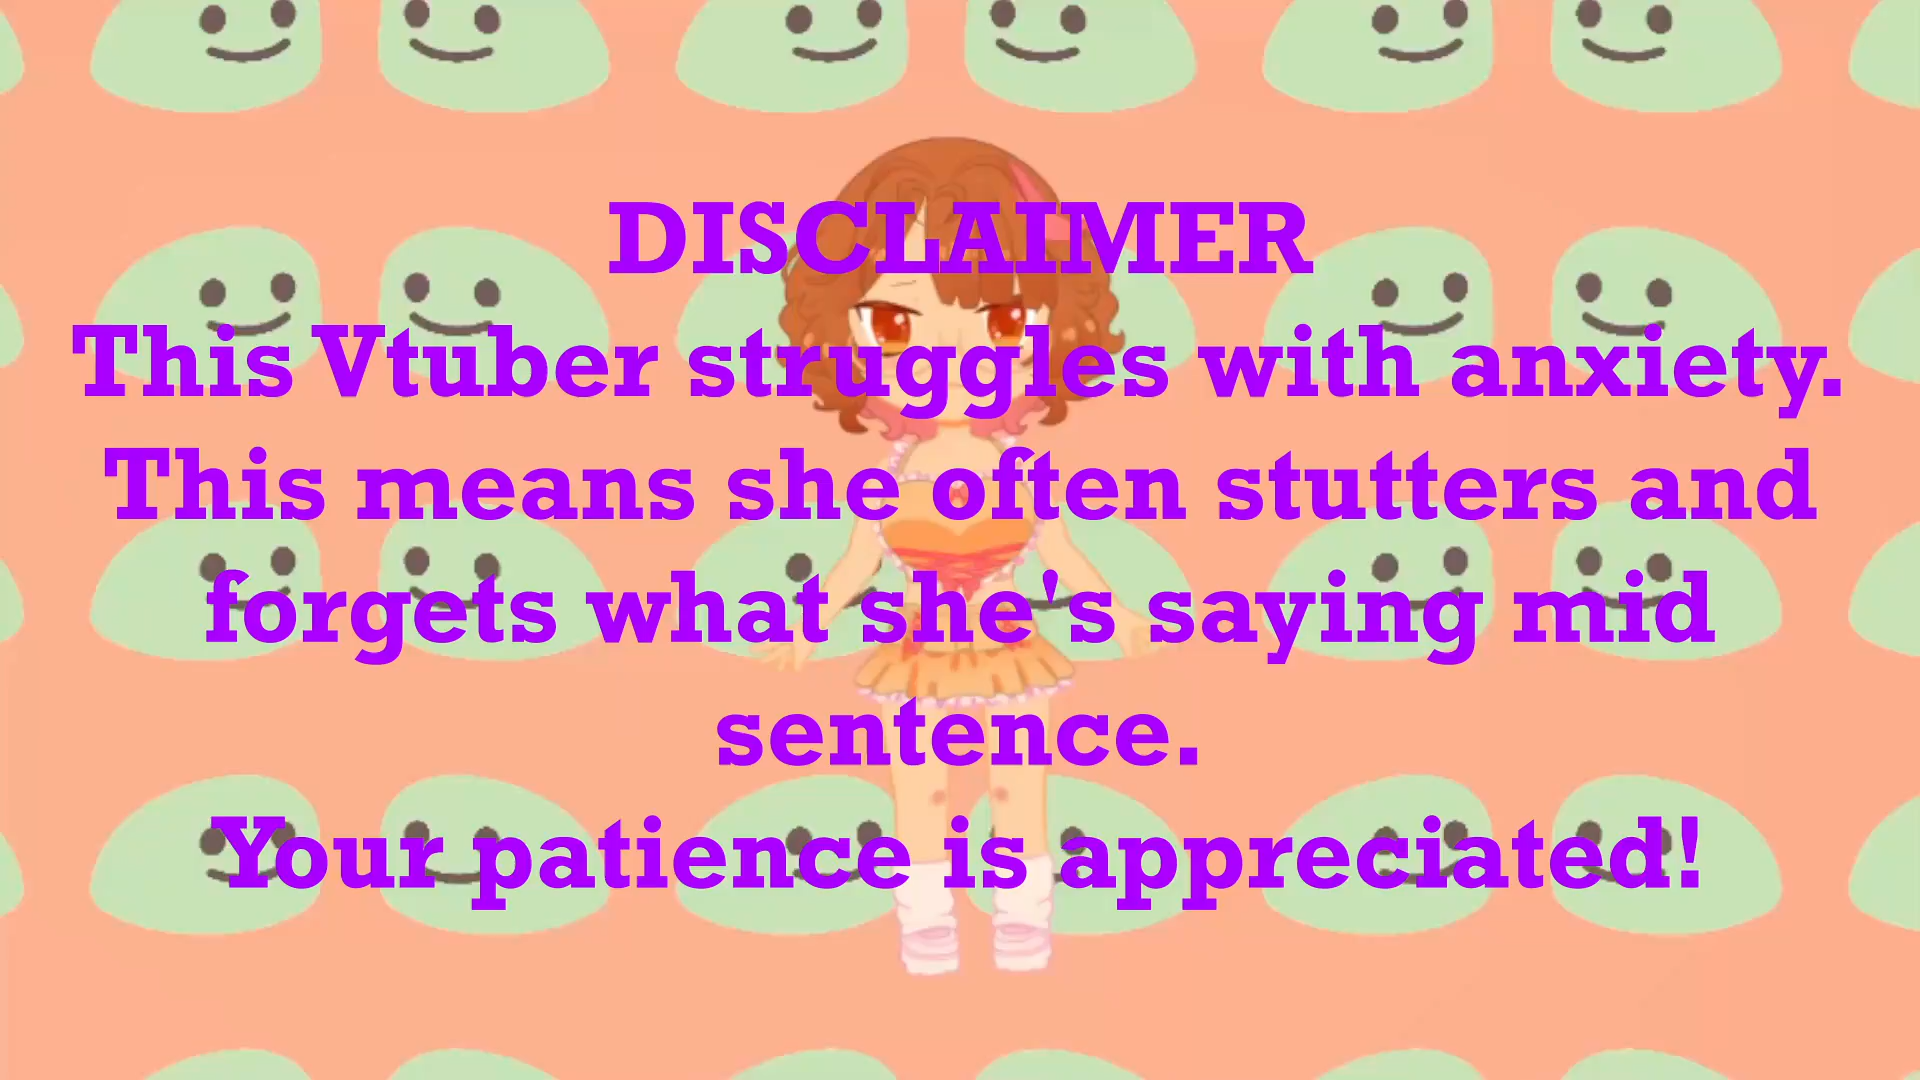 DISCLAIMER
This Vtuber struggles with anxiety.
This means she often stutters and
forgets what she's saying mid
sentence.
Your patience is appreciated!